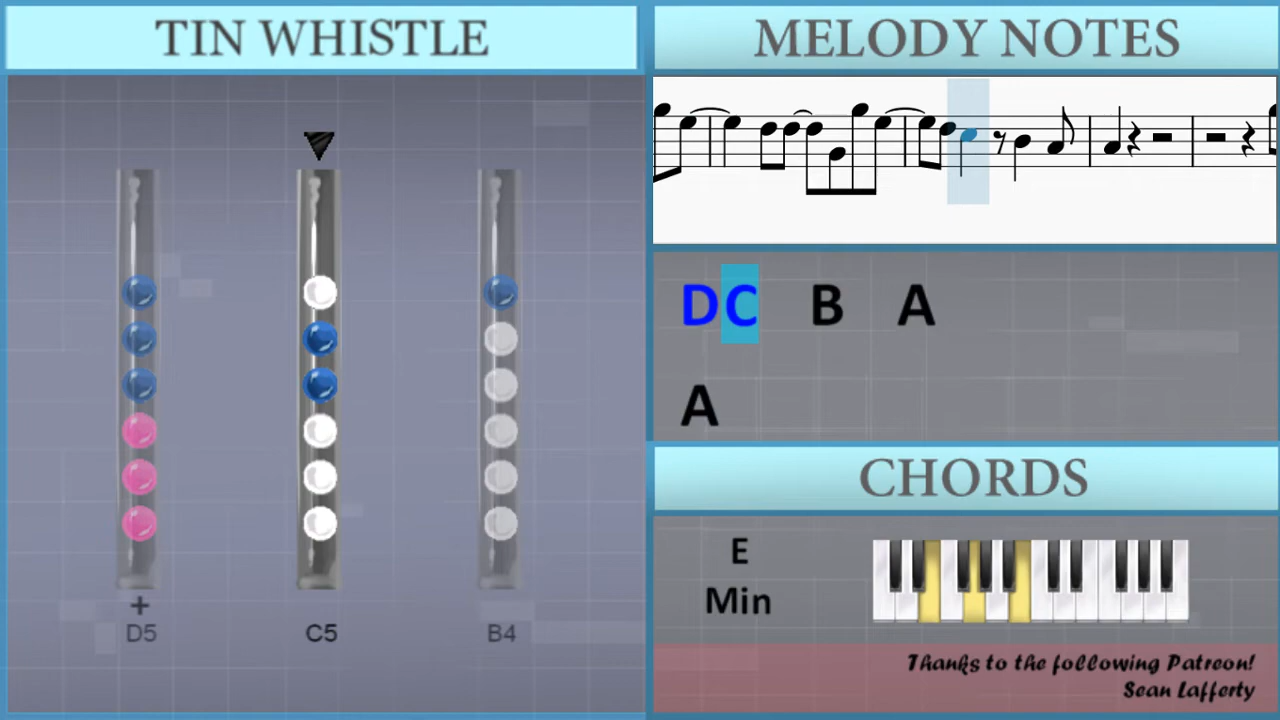 TIN WHISTLE
+
D5
C5
B4
MELODY NOTES
DC B A
A
CHORDS
E
Min
Thanks to the following Patreon!
Sean Lafferty